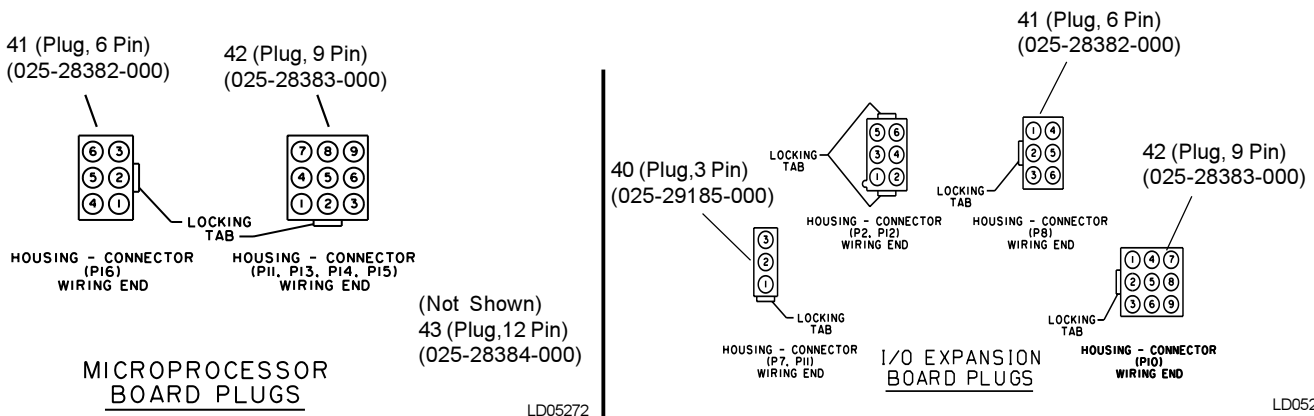 41 (Plug, 6 Pin)
(025-28382-000)
42 (Plug, 9 Pin)
(025-28383-000)
6 3
5 2
4 1
7 8 9
4 5 6
1 2 3
LOCKING
TAB
HOUSING - CONNECTOR
(P16)
WIRING END
HOUSING - CONNECTOR
(P11, P13, P14, P15)
WIRING END
(Not Shown)
43 (Plug,12 Pin)
(025-28384-000)
MICROPROCESSOR
BOARD PLUGS
LD05272
41 (Plug, 6 Pin)
(025-28382-000)
40 (Plug,3 Pin)
(025-29185-000)
LOCKING
TAB
5 6
3 4
1 2
HOUSING - CONNECTOR
(P2, P12)
WIRING END
1 4
2 5
3 6
LOCKING
TAB
HOUSING - CONNECTOR
(P8)
WIRING END
42 (Plug, 9 Pin)
(025-28383-000)
3
2
1
LOCKING
TAB
HOUSING - CONNECTOR
(P7, P11)
WIRING END
1 4 7
2 5 8
3 6 9
LOCKING
TAB
HOUSING - CONNECTOR
(P10)
WIRING END
I/O EXPANSION
BOARD PLUGS